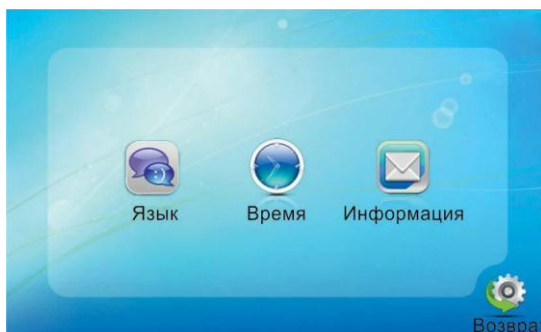 Язык Время Информация
Возвра